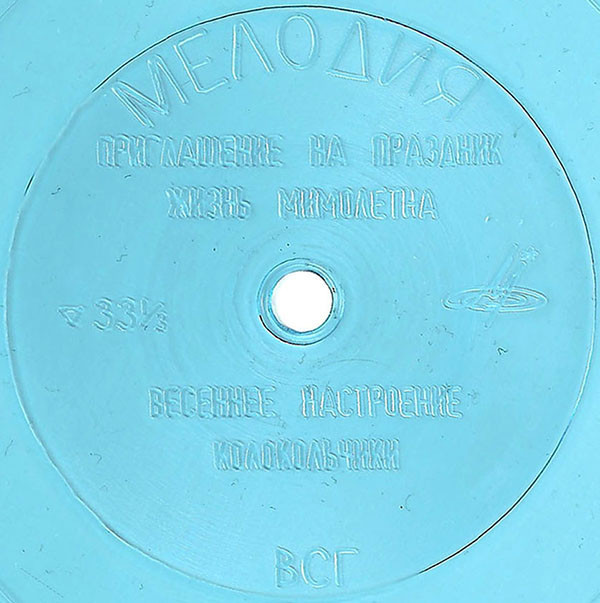 МЕЛОДИЯ
ПРИГЛАШЕНИЕ НА ПРАЗДНИК
ЖИЗНЬ МИМОЛЕТНА
33⅓
ВЕСЕННЕЕ НАСТРОЕНИЕ
КОЛОКОЛЬЧИКИ
ВСГ